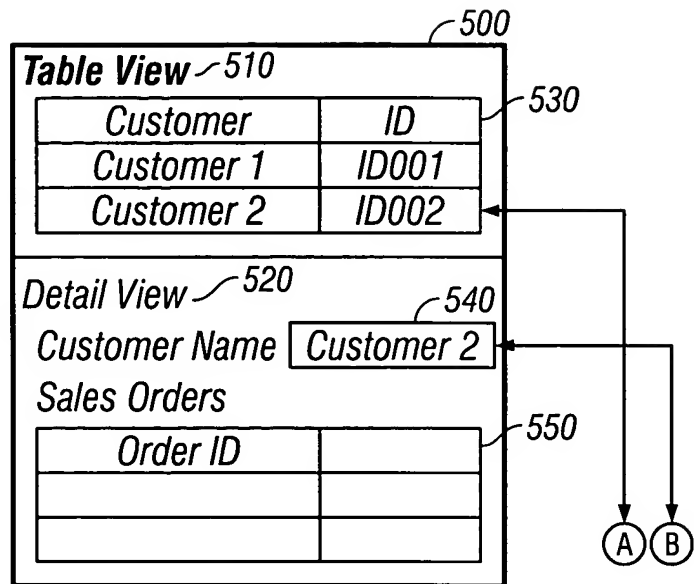 500
Table View 510
Customer ID 530
Customer 1 ID001
Customer 2 ID002
Detail View 520
540
Customer Name Customer 2
Sales Orders
Order ID 550
A B